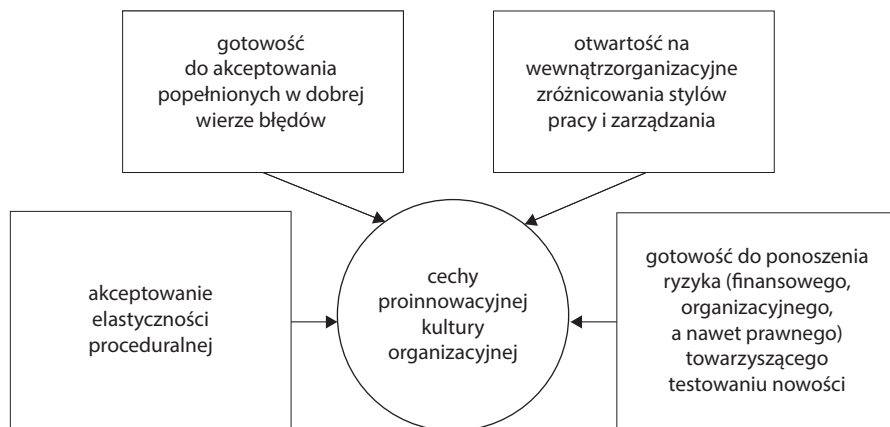 gotowość
do akceptowania
popełnionych w dobrej
wierze błędów
otwartość na
wewnątrzorganizacyjne
zróżnicowania stylów
pracy i zarządzania
akceptowanie
elastyczności
proceduralnej
cechy
proinnowacyjnej
kultury
organizacyjnej
gotowość do ponoszenia
ryzyka (finansowego,
organizacyjnego,
a nawet prawnego)
towarzyszącego
testowaniu nowości